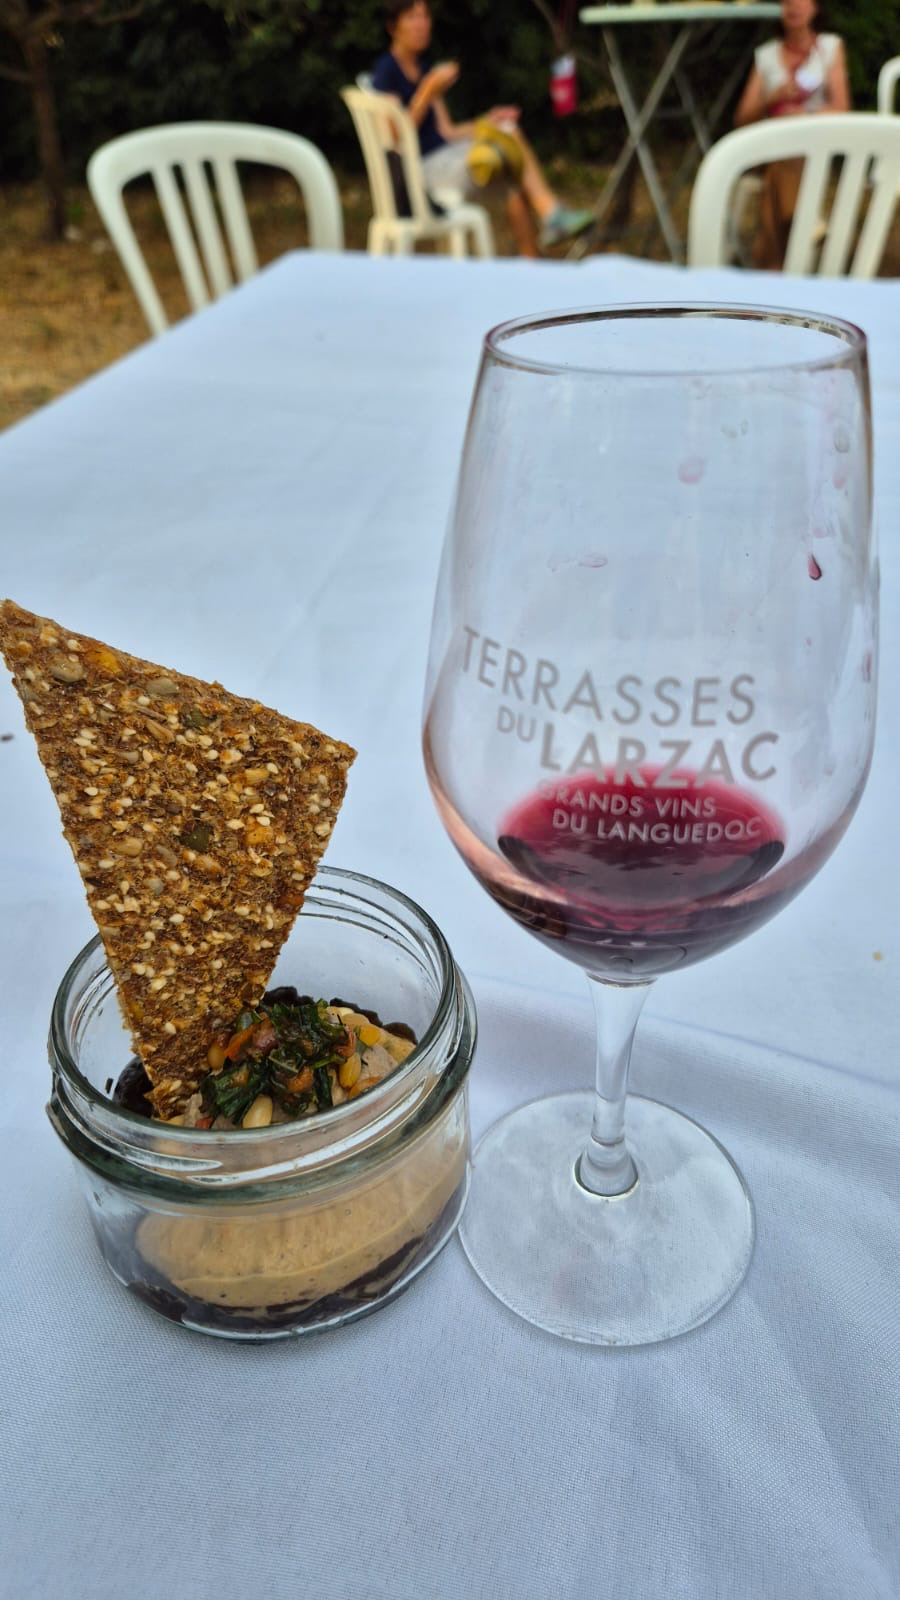 TERRASSES
DU LARZAC
GRANDS VINS
DU LANGUEDOC